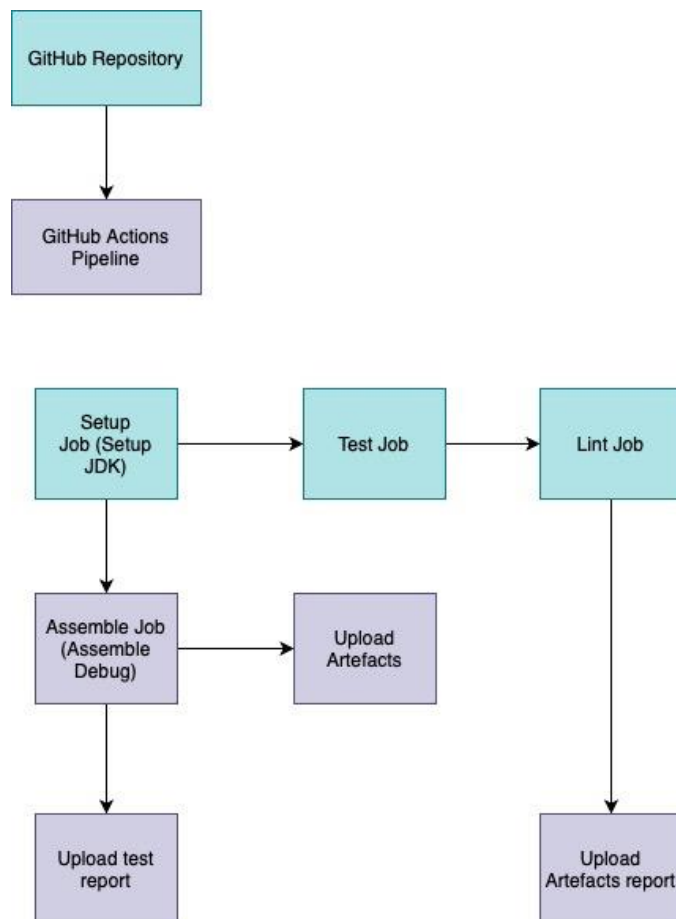 GitHub Repository
GitHub Actions
Pipeline
Setup
Job (Setup
JDK)
Test Job
Lint Job
Assemble Job
(Assemble
Debug)
Upload
Artefacts
Upload test
report
Upload
Artefacts report